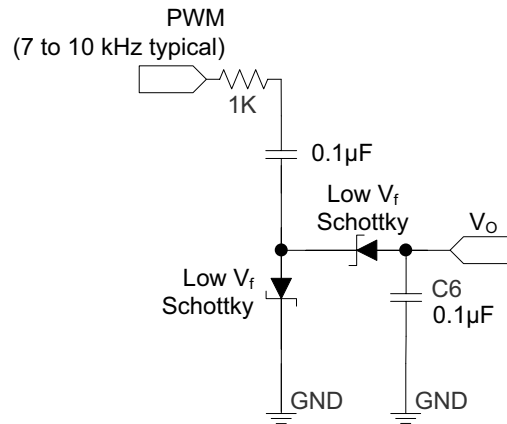 PWM
(7 to 10 kHz typical)
1K
0.1µF
Low Vf
Schottky
VO
Low Vf
Schottky
C6
0.1µF
GND
GND